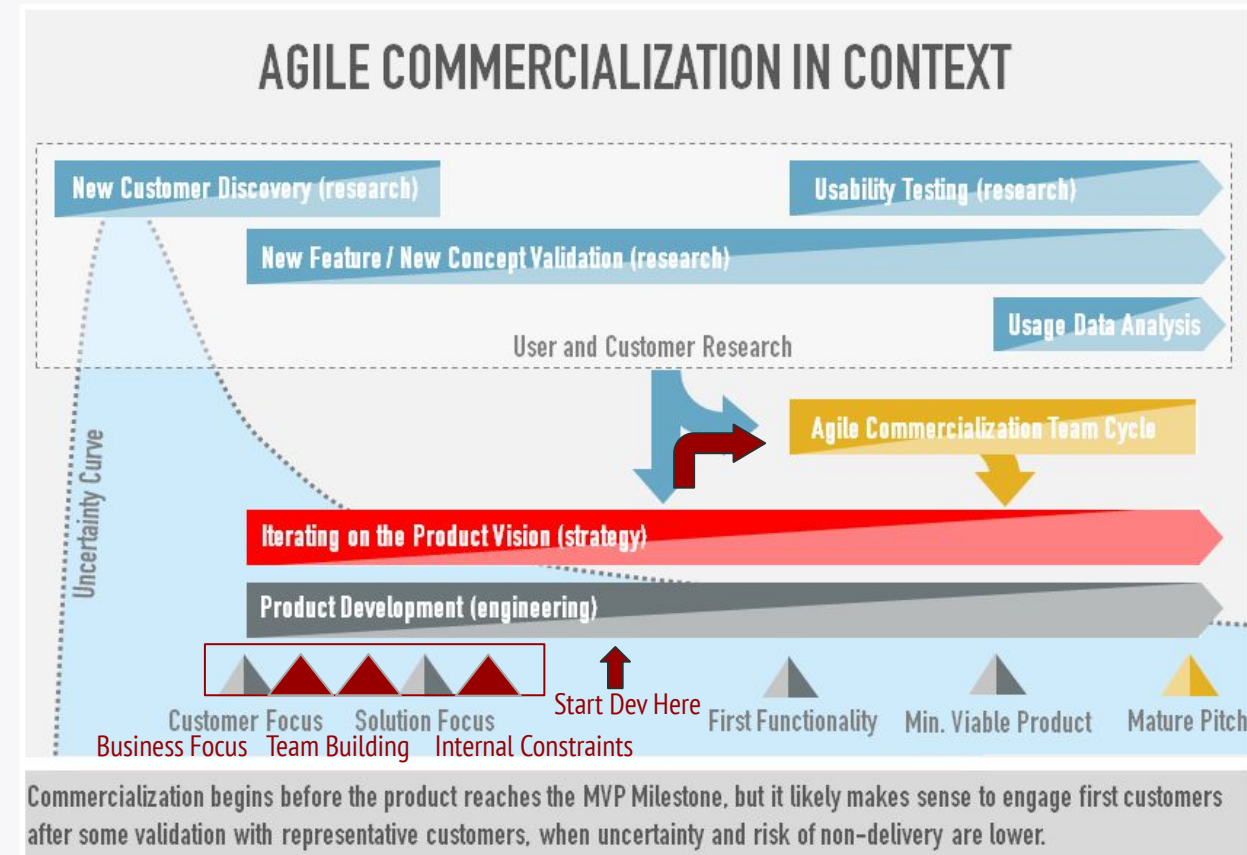 AGILE COMMERCIALIZATION IN CONTEXT
New Customer Discovery (research)
Usability Testing (research)
New Feature / New Concept Validation (research)
Usage Data Analysis
User and Customer Research
Agile Commercialization Team Cycle
Uncertainty Curve
Iterating on the Product Vision (strategy)
Product Development (engineering)
Start Dev Here
Customer Focus
Solution Focus
First Functionality
Min. Viable Product
Mature Pitch
Business Focus
Team Building
Internal Constraints
Commercialization begins before the product reaches the MVP Milestone, but it likely makes sense to engage first customers
after some validation with representative customers, when uncertainty and risk of non-delivery are lower.